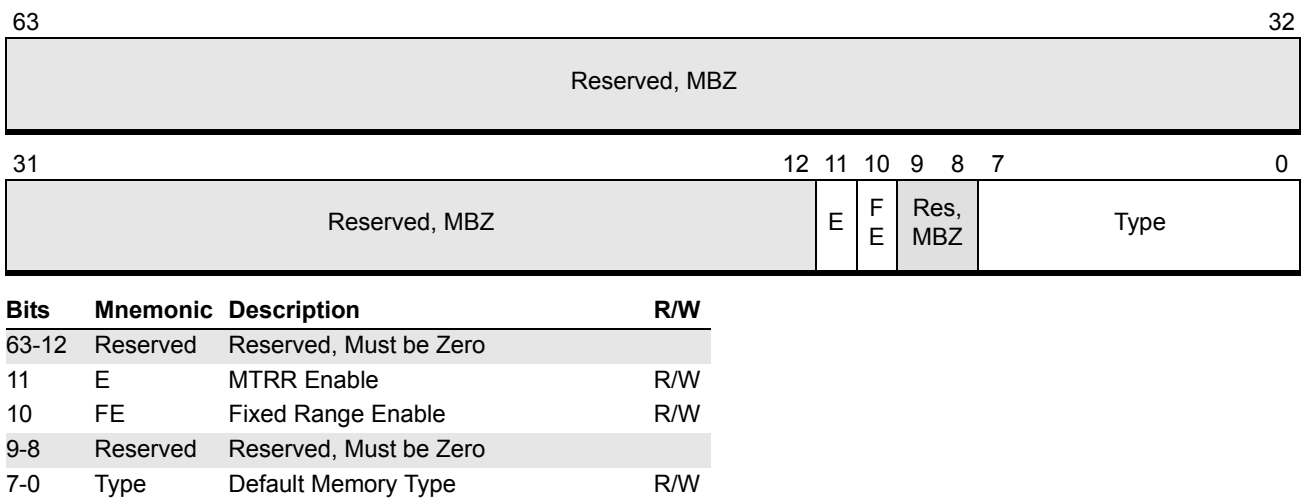 63 32
Reserved, MBZ
31 12 11 10 9 8 7 0
Reserved, MBZ E F E Res, MBZ Type
Bits Mnemonic Description R/W
63-12 Reserved Reserved, Must be Zero
11 E MTRR Enable R/W
10 FE Fixed Range Enable R/W
9-8 Reserved Reserved, Must be Zero
7-0 Type Default Memory Type R/W